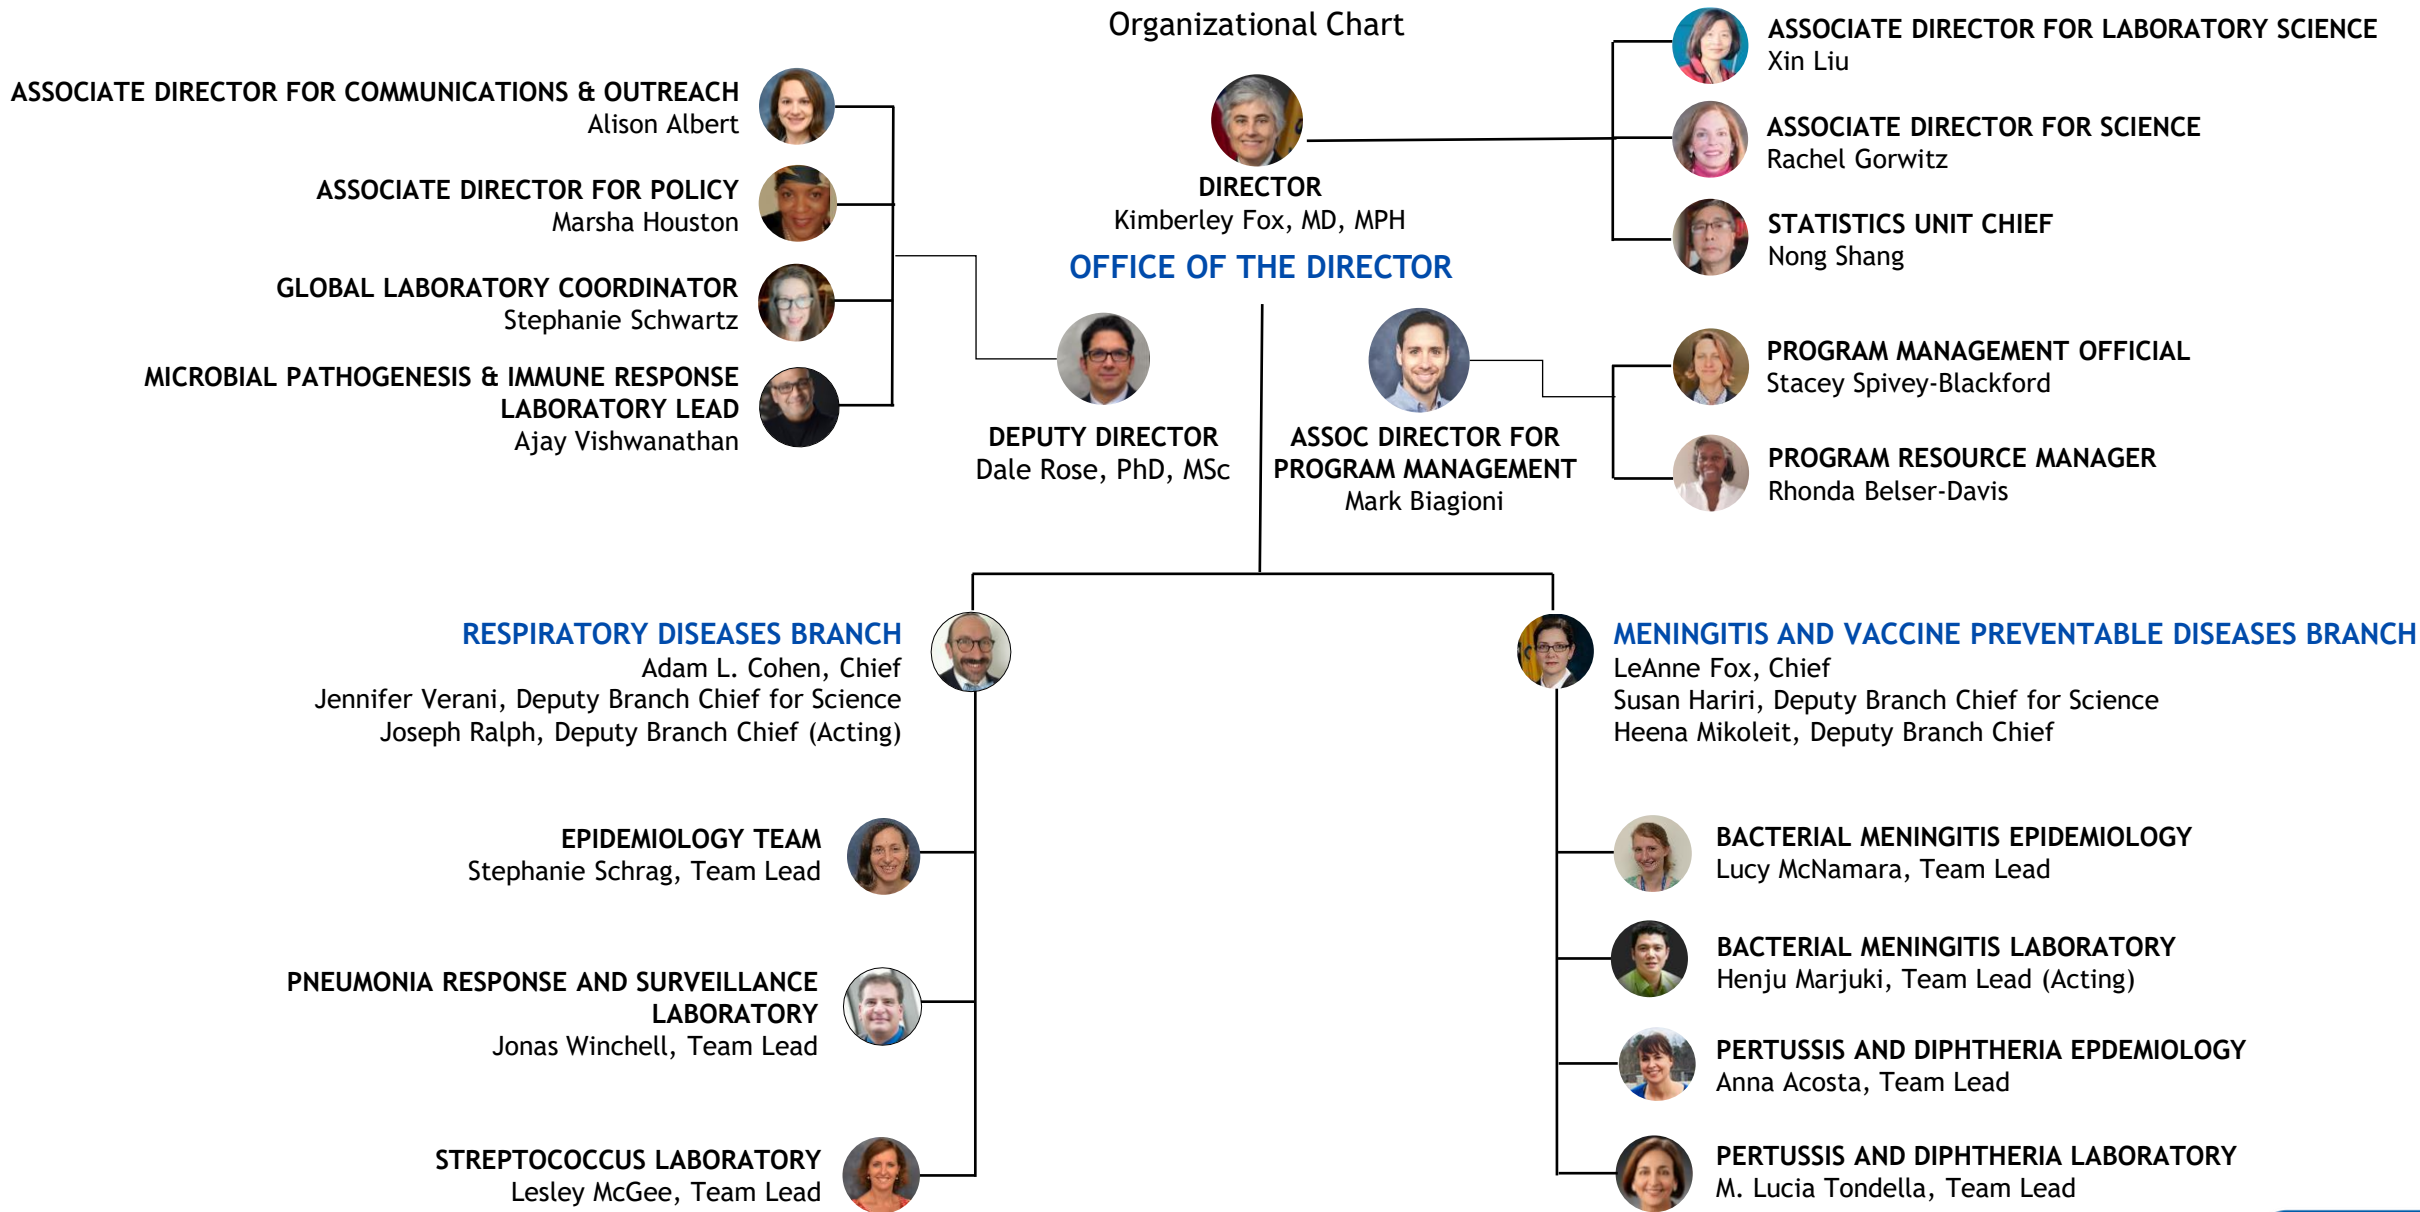 Organizational Chart
ASSOCIATE DIRECTOR FOR COMMUNICATIONS & OUTREACH
Alison Albert
ASSOCIATE DIRECTOR FOR POLICY
Marsha Houston
GLOBAL LABORATORY COORDINATOR
Stephanie Schwartz
MICROBIAL PATHOGENESIS & IMMUNE RESPONSE
LABORATORY LEAD
Ajay Vishwanathan
DIRECTOR
Kimberley Fox, MD, MPH
OFFICE OF THE DIRECTOR
DEPUTY DIRECTOR
Dale Rose, PhD, MSc
ASSOC DIRECTOR FOR
PROGRAM MANAGEMENT
Mark Biagioni
ASSOCIATE DIRECTOR FOR LABORATORY SCIENCE
Xin Liu
ASSOCIATE DIRECTOR FOR SCIENCE
Rachel Gorwitz
STATISTICS UNIT CHIEF
Nong Shang
PROGRAM MANAGEMENT OFFICIAL
Stacey Spivey-Blackford
PROGRAM RESOURCE MANAGER
Rhonda Belser-Davis
RESPIRATORY DISEASES BRANCH
Adam L. Cohen, Chief
Jennifer Verani, Deputy Branch Chief for Science
Joseph Ralph, Deputy Branch Chief (Acting)
EPIDEMIOLOGY TEAM
Stephanie Schrag, Team Lead
PNEUMONIA RESPONSE AND SURVEILLANCE
LABORATORY
Jonas Winchell, Team Lead
STREPTOCOCCUS LABORATORY
Lesley McGee, Team Lead
MENINGITIS AND VACCINE PREVENTABLE DISEASES BRANCH
LeAnne Fox, Chief
Susan Hariri, Deputy Branch Chief for Science
Heena Mikoleit, Deputy Branch Chief
BACTERIAL MENINGITIS EPIDEMIOLOGY
Lucy McNamara, Team Lead
BACTERIAL MENINGITIS LABORATORY
Henju Marjuki, Team Lead (Acting)
PERTUSSIS AND DIPHTHERIA EPDEMIOLOGY
Anna Acosta, Team Lead
PERTUSSIS AND DIPHTHERIA LABORATORY
M. Lucia Tondella, Team Lead